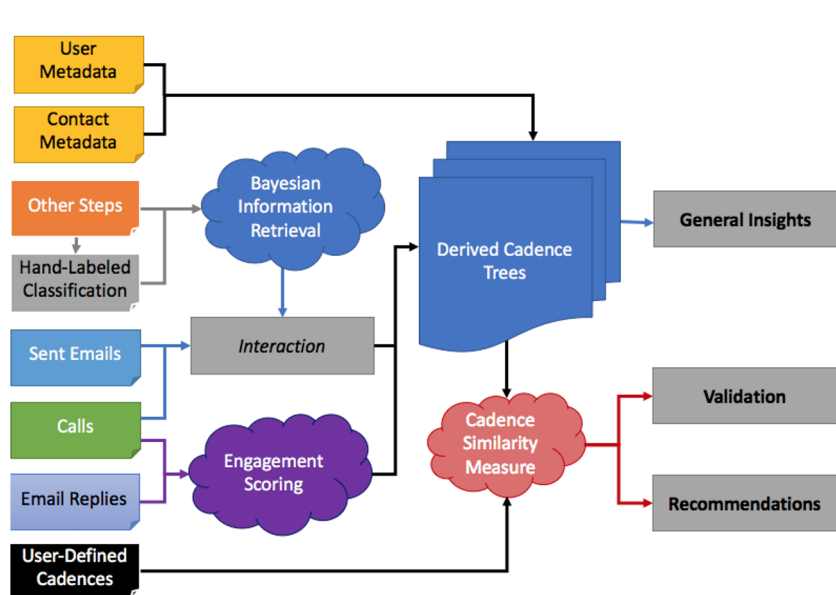 User
Metadata
Contact
Metadata
Other Steps
Hand-Labeled
Classification
Sent Emails
Calls
Email Replies
User-Defined
Cadences
Bayesian
Information
Retrieval
Interaction
Engagement
Scoring
Derived Cadence
Trees
Cadence
Similarity
Measure
General Insights
Validation
Recommendations